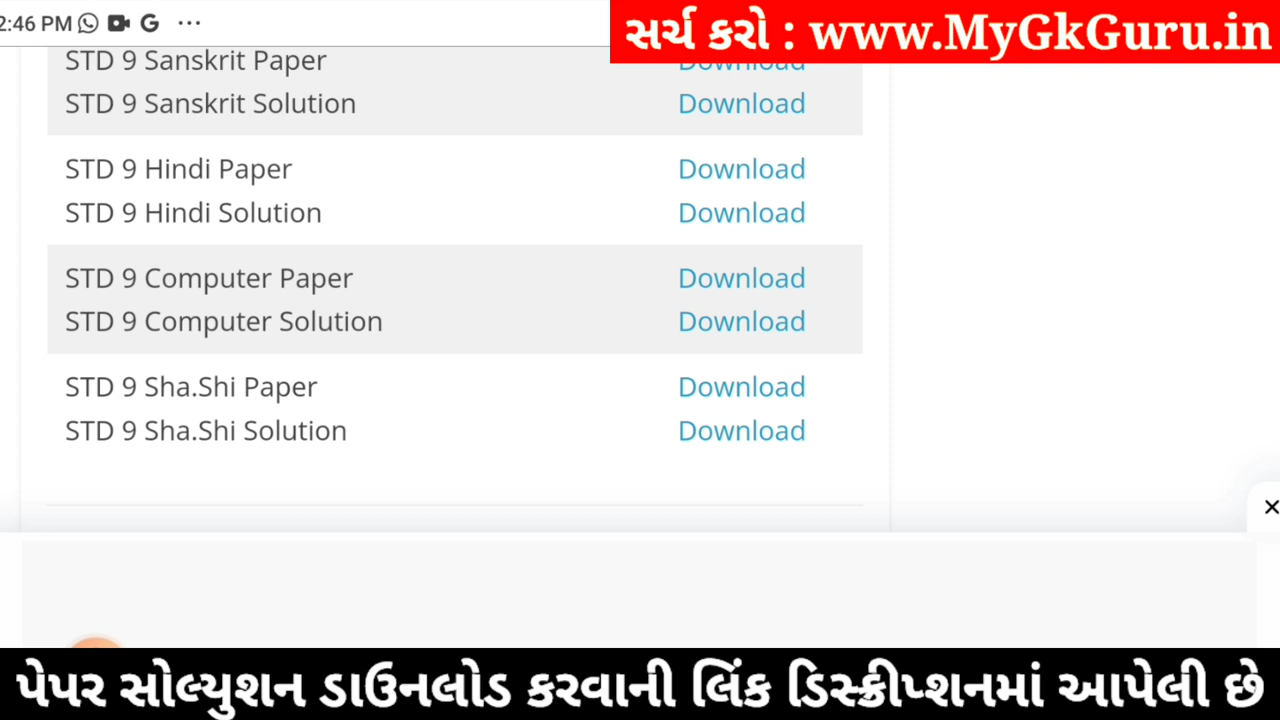 2:46 PM G ...
સર્ચ કરો : www.MyGkGuru.in
STD 9 Sanskrit Paper Download
STD 9 Sanskrit Solution Download
STD 9 Hindi Paper Download
STD 9 Hindi Solution Download
STD 9 Computer Paper Download
STD 9 Computer Solution Download
STD 9 Sha.Shi Paper Download
STD 9 Sha.Shi Solution Download
પેપર સોલ્યુશન ડાઉનલોડ કરવાની લિંક ડિસ્ક્રીપ્શનમાં આપેલી છે